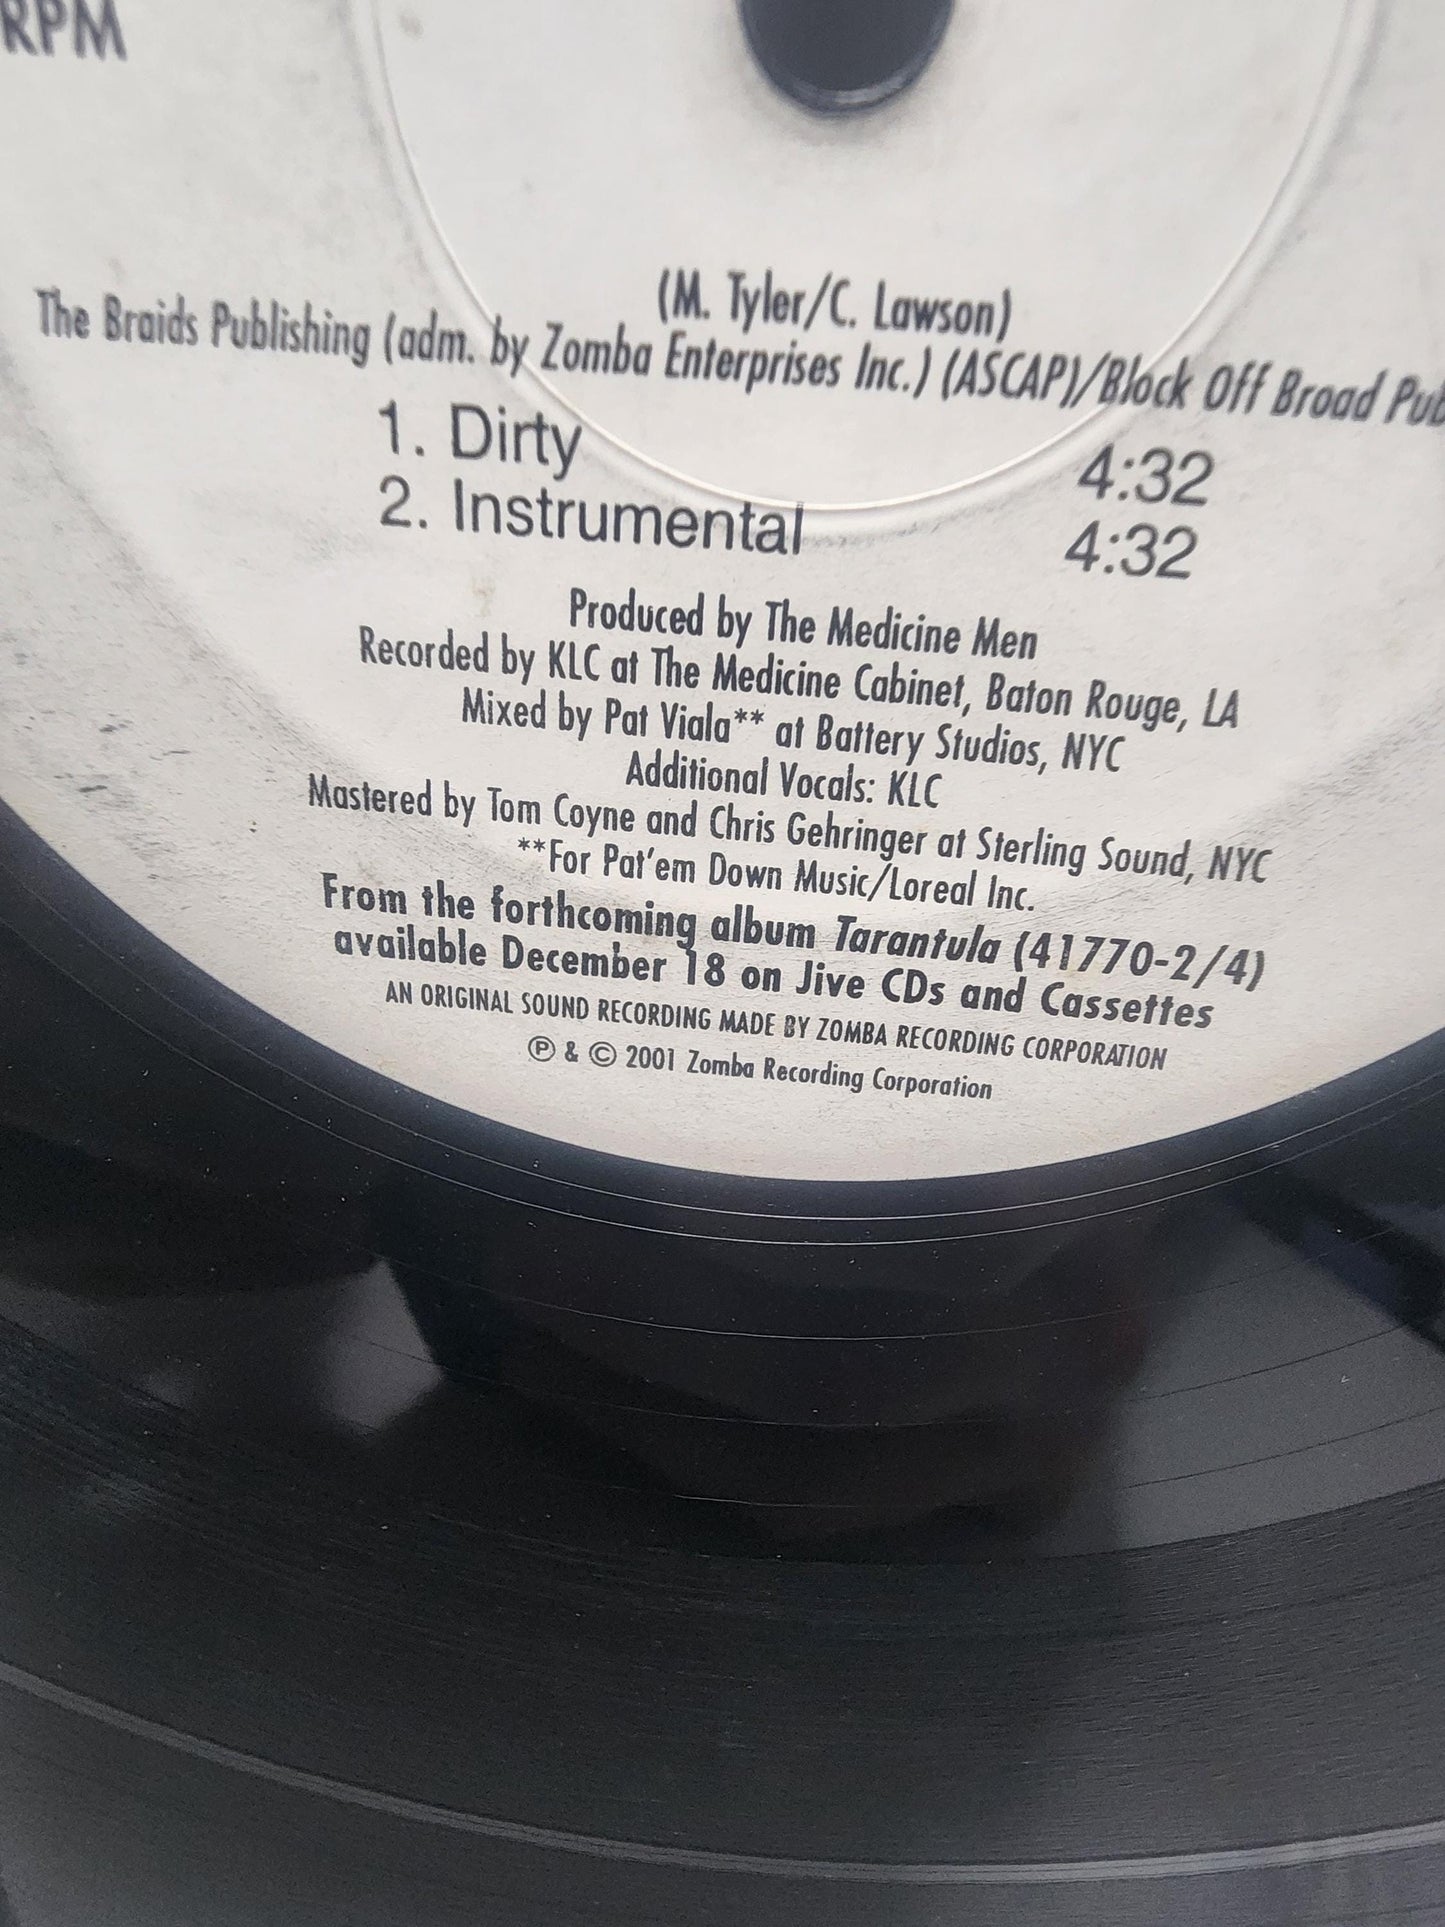 RPM
(M. Tyler/C. Lawson)
The Braids Publishing (adm. by Zomba Enterprises Inc.) (ASCAP)/Block Off Broad Pub
1. Dirty 4:32
2. Instrumental 4:32
Produced by The Medicine Men
Recorded by KLC at The Medicine Cabinet, Baton Rouge, LA
Mixed by Pat Viala** at Battery Studios, NYC
Additional Vocals: KLC
Mastered by Tom Coyne and Chris Gehringer at Sterling Sound, NYC
**For Pat'em Down Music/Loreal Inc.
From the forthcoming album Tarantula (41770-2/4)
available December 18 on Jive CDs and Cassettes
AN ORIGINAL SOUND RECORDING MADE BY ZOMBA RECORDING CORPORATION
℗ & © 2001 Zomba Recording Corporation